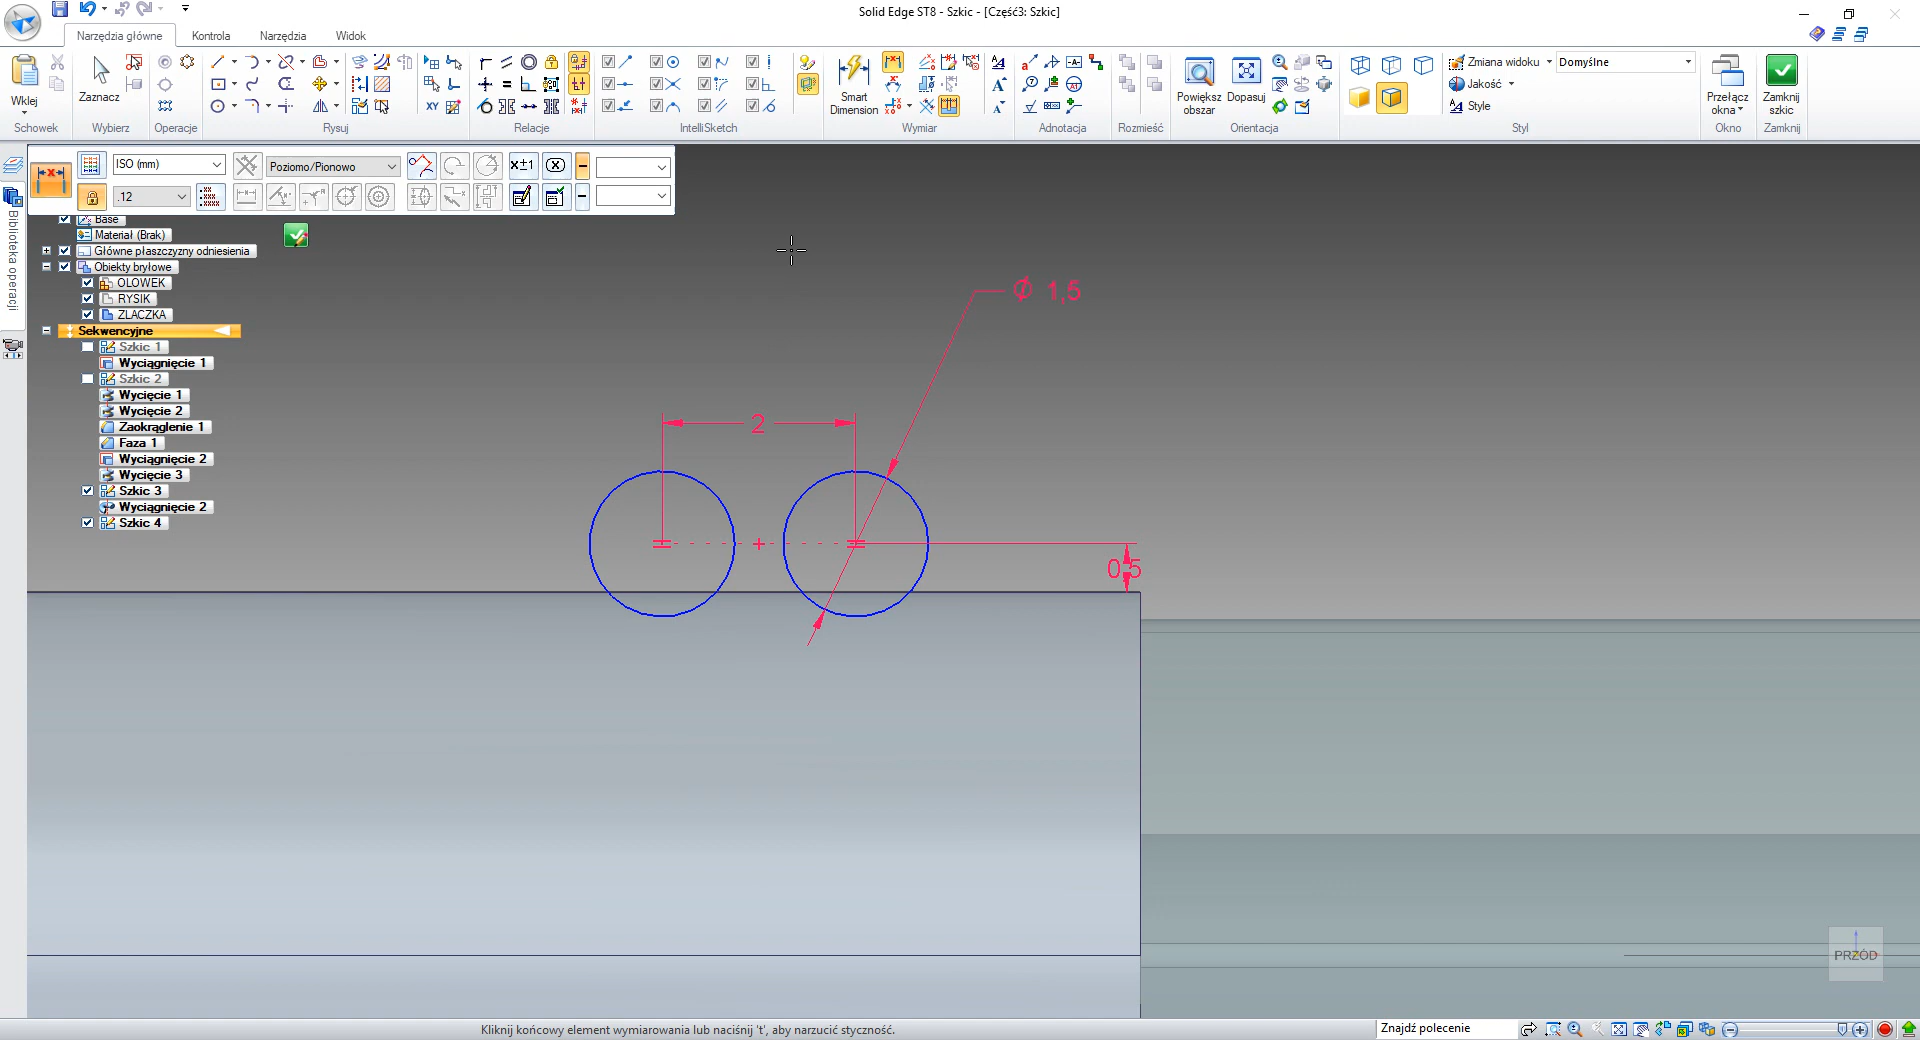 Solid Edge ST8 - Szkic - [Część3: Szkic]
Narzędzia główne Kontrola Narzędzia Widok
Wklej
Schowek
Zaznacz
Wybierz
Operacje
Rysuj
Relacje
IntelliSketch
Smart
Dimension
Wymiar
Adnotacja
Rozmieść
Powiększ
obszar
Dopasuj
Orientacja
Zmiana widoku
Domyślne
Jakość
Style
Styl
Przełącz
okna
Okno
Zamknij
szkic
Zamknij
ISO (mm)
Poziomo/Pionowo
.12
Biblioteka operacji
Base
Materiał (Brak)
Główne płaszczyzny odniesienia
Obiekty bryłowe
OLOWEK
RYSIK
ZLACZKA
Sekwencyjne
Szkic 1
Wyciągnięcie 1
Szkic 2
Wycięcie 1
Wycięcie 2
Zaokrąglenie 1
Faza 1
Wyciągnięcie 2
Wycięcie 3
Szkic 3
Wyciągnięcie 2
Szkic 4
Ø 1,5
2
0,5
PRZÓD
Kliknij końcowy element wymiarowania lub naciśnij 't', aby narzucić styczność.
Znajdź polecenie